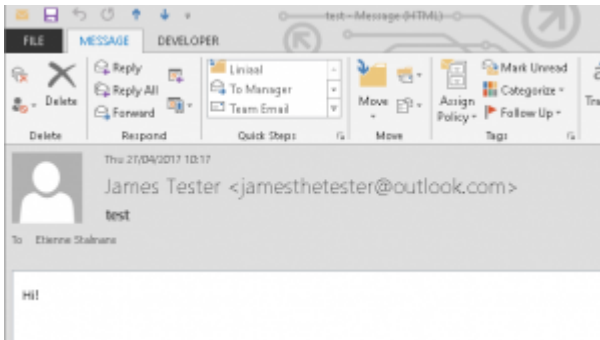 test - Message (HTML)
FILE MESSAGE DEVELOPER
Reply
Reply All
Forward
Delete
Linisal
To Manager
Team Email
Move
Assign Policy
Mark Unread
Categorize
Follow Up
Delete Respond Quick Steps Move Tags
Thu 27/04/2017 10:17
James Tester <jamesthetester@outlook.com>
test
To Etienne Stalmans
Hi!